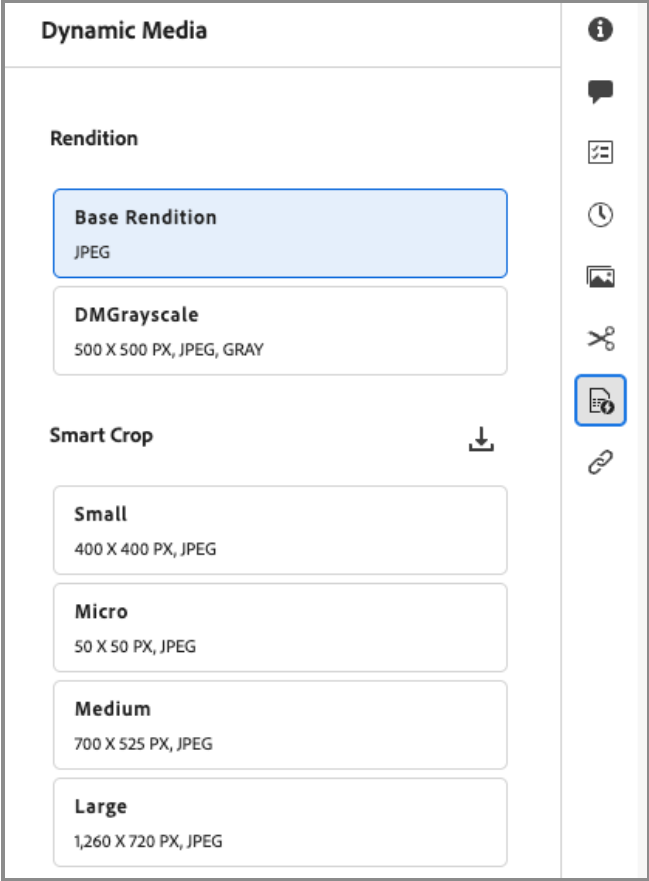 Dynamic Media
Rendition
Base Rendition
JPEG
DMGrayscale
500 X 500 PX, JPEG, GRAY
Smart Crop
Small
400 X 400 PX, JPEG
Micro
50 X 50 PX, JPEG
Medium
700 X 525 PX, JPEG
Large
1,260 X 720 PX, JPEG